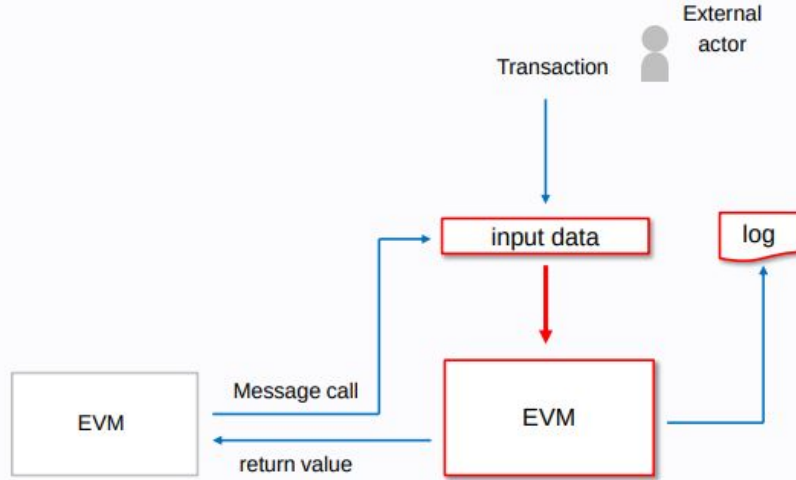 External
actor
Transaction
input data
log
Message call
EVM
EVM
return value